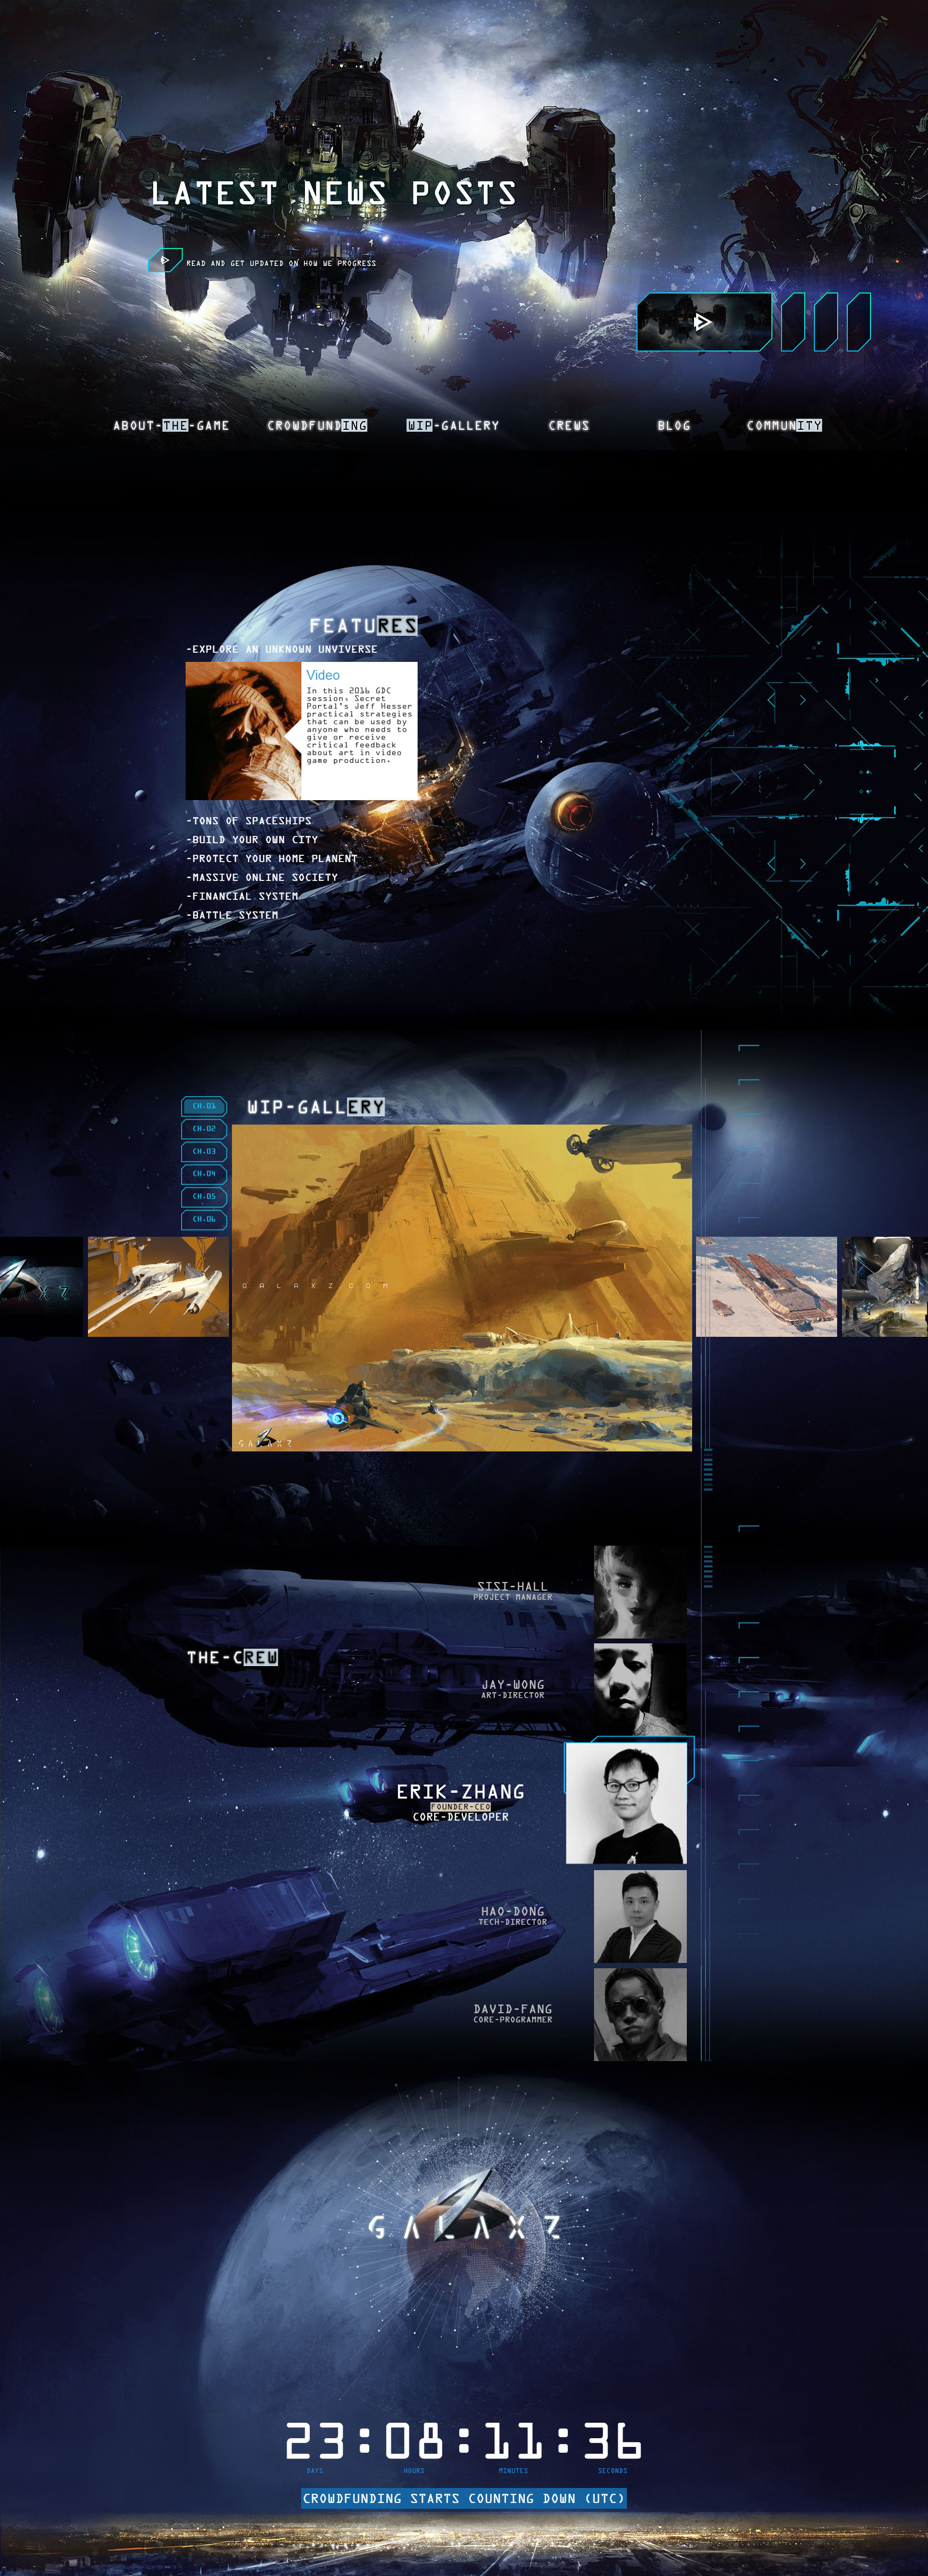 LATEST NEWS POSTS
READ AND GET UPDATED ON HOW WE PROGRESS
ABOUT-THE-GAME CROWDFUNDING WIP-GALLERY CREWS BLOG COMMUNITY
FEATURES
-EXPLORE AN UNKNOWN UNVIVERSE
Video
In this 2016 GDC
session, Secret
Portal's Jeff Hesser
practical strategies
that can be used by
anyone who needs to
give or receive
critical feedback
about art in video
game production.
-TONS OF SPACESHIPS
-BUILD YOUR OWN CITY
-PROTECT YOUR HOME PLANENT
-MASSIVE ONLINE SOCIETY
-FINANCIAL SYSTEM
-BATTLE SYSTEM
WIP-GALLERY
CH.01
CH.02
CH.03
CH.04
CH.05
CH.06
GALAXZ.COM
LAXZ
GALAXZ
SISI-HALL
PROJECT MANAGER
THE-CREW
JAY-WONG
ART-DIRECTOR
ERIK-ZHANG
FOUNDER-CEO
CORE-DEVELOPER
HAO-DONG
TECH-DIRECTOR
DAVID-FANG
CORE-PROGRAMMER
GALAXZ
23:08:11:36
DAYS HOURS MINUTES SECONDS
CROWDFUNDING STARTS COUNTING DOWN (UTC)